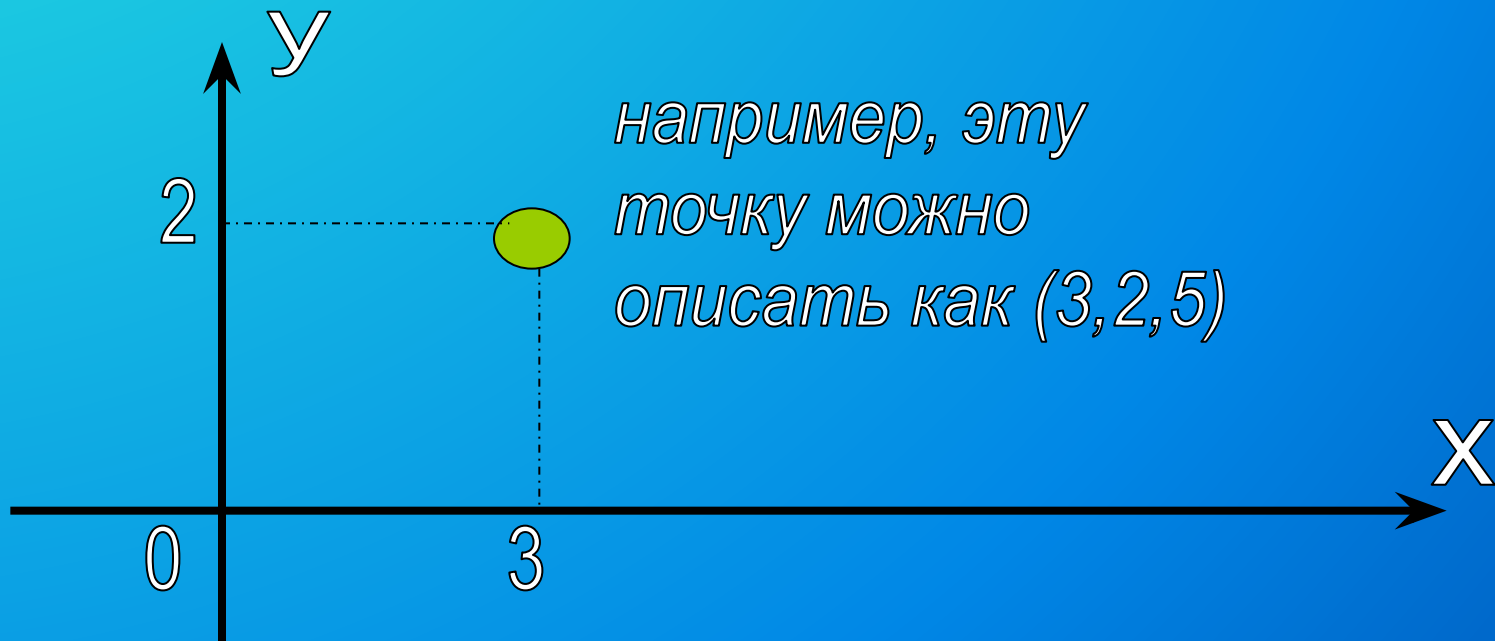 У
например, эту
2
точку можно
описать как (3,2,5)
Х
0 3